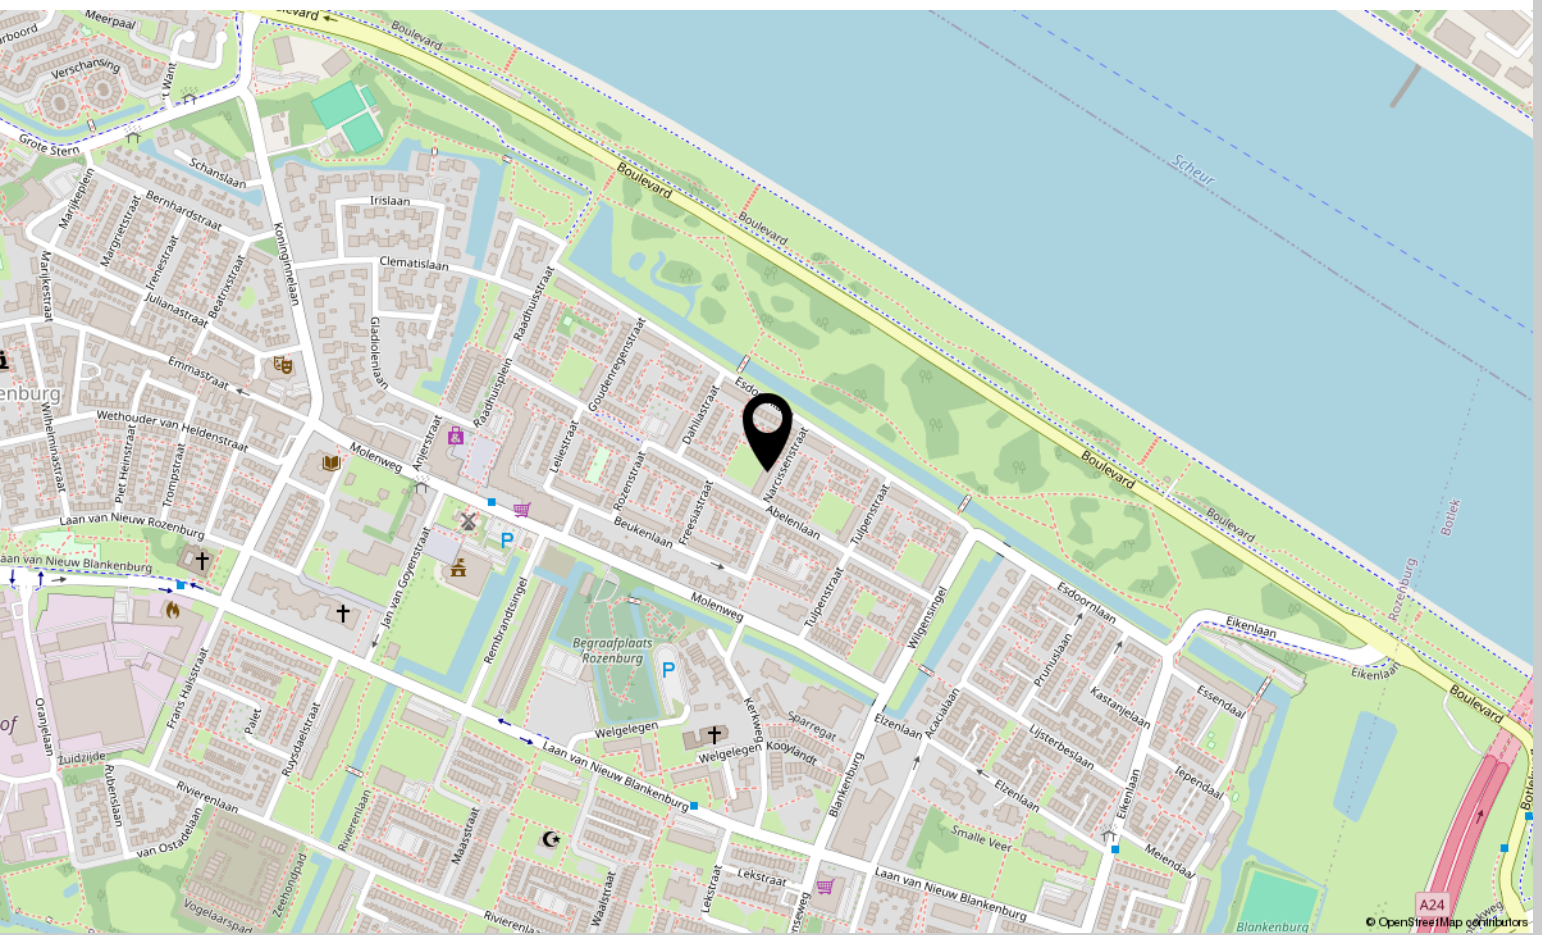 Meerpaal
Boulevard
Boulevard
Verschansing
't Want
Grote Stern
Schanslaan
Boulevard
Scheur
Marijkeplein
Bernhardstraat
Irislaan
Margrietstraat
Boulevard
Koninginnelaan
Irenestraat
Clematislaan
Beatrixstraat
Marijkestraat
Julianastraat
Raadhuisstraat
Gladiolenlaan
Goudenregenstraat
Emmastraat
Raadhuisplein
Dahliastraat
Wilhelminastraat
Wethouder van Heldenstraat
Anjerstraat
Leliestraat
Narcissenstraat
Piet Heinstraat
Trompstraat
Molenweg
Rozenstraat
Boulevard
Freesiastraat
Tulpenstraat
Abelenlaan
Laan van Nieuw Rozenburg
Beukenlaan
Boulevard
Botlek
Jan van Goyenstraat
P
Laan van Nieuw Blankenburg
Rozenburg
Rembrandtsingel
Molenweg
Tulpenstraat
Wilgensingel
Esdoornlaan
Eikenlaan
Begraafplaats
Rozenburg
Prunuslaan
P
Eikenlaan
Frans Halsstraat
Kastanjelaan
Essendaal
Boulevard
Oranjelaan
Palet
Ruysdaelstraat
Kerkweg
Sparregat
Acacialaan
Elzenlaan
Welgelegen
Lijsterbeslaan
Welgelegen
Kooylandt
Zuidzijde
Rubenslaan
Laan van Nieuw Blankenburg
Blankenburg
Iependaal
Rivierenlaan
Elzenlaan
Eikenlaan
van Ostadelaan
Rivierenlaan
Maasstraat
Smalle Veer
Meiendaal
Zeehondpad
Lekstraat
Lekstraat
Laan van Nieuw Blankenburg
Waalstraat
Vogelaarspad
A24
Blankenburg
© OpenStreetMap contributors